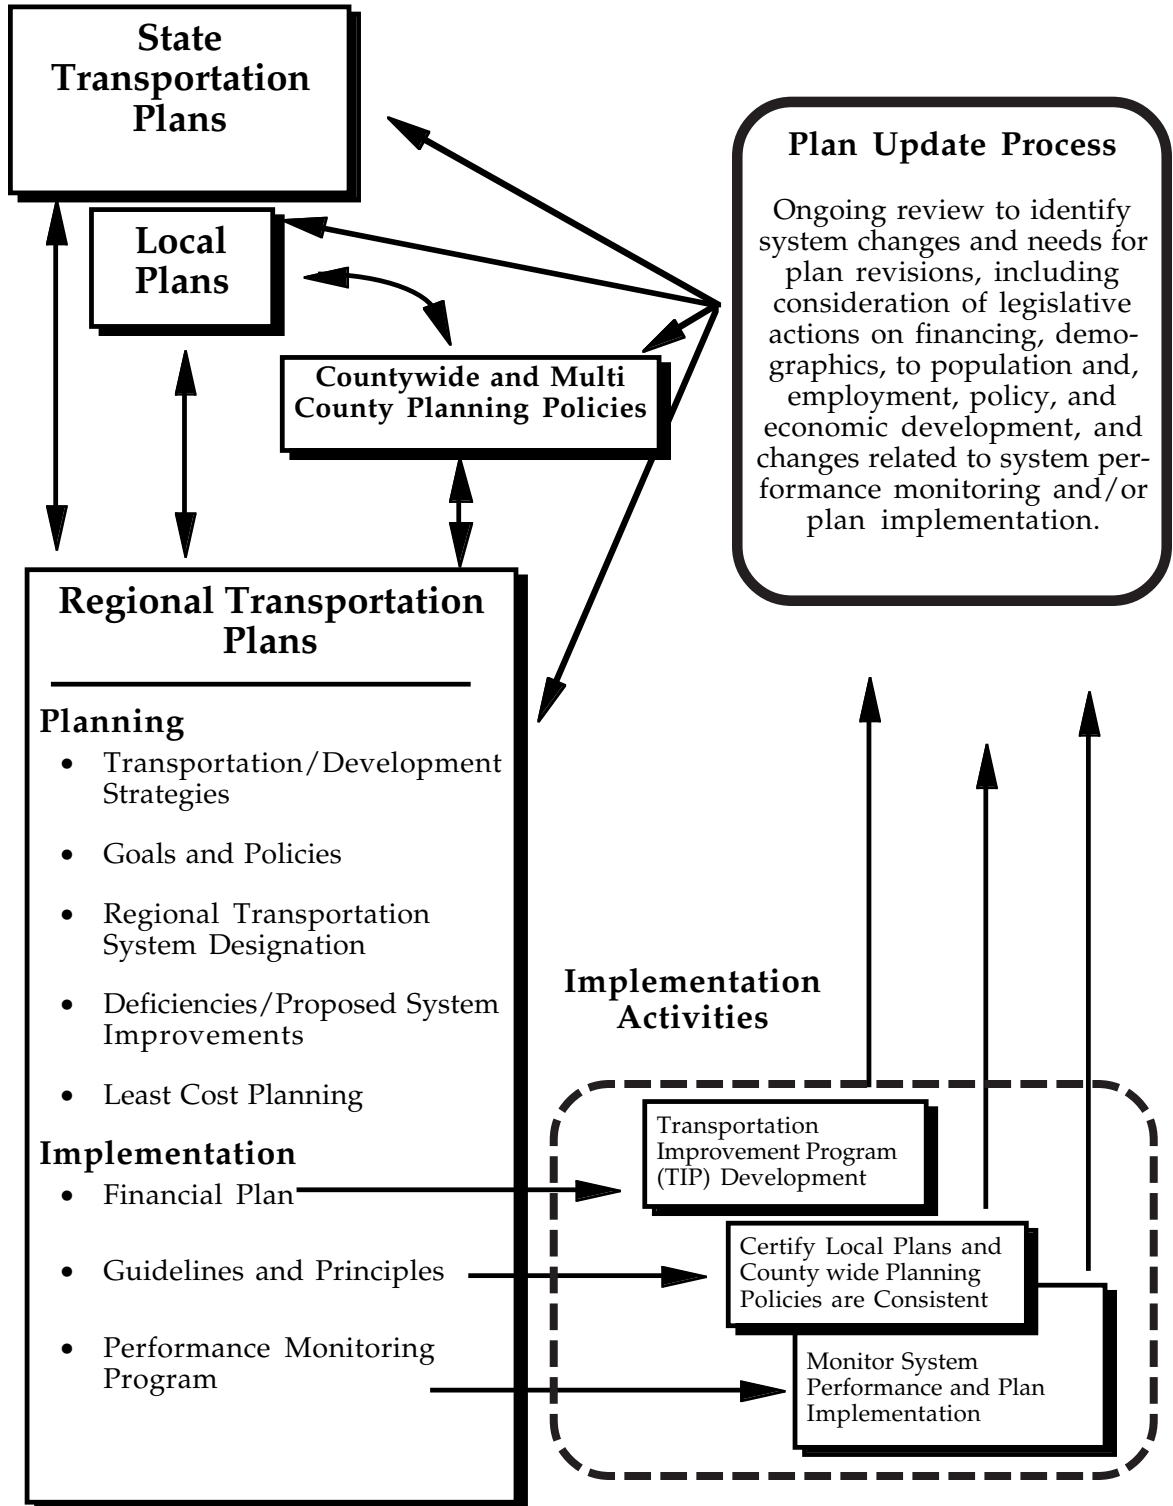 State
Transportation
Plans
Local
Plans
Countywide and Multi
County Planning Policies
Plan Update Process
Ongoing review to identify
system changes and needs for
plan revisions, including
consideration of legislative
actions on financing, demo-
graphics, to population and,
employment, policy, and
economic development, and
changes related to system per-
formance monitoring and/or
plan implementation.
Regional Transportation
Plans
Planning
• Transportation/Development
Strategies
• Goals and Policies
• Regional Transportation
System Designation
• Deficiencies/Proposed System
Improvements
• Least Cost Planning
Implementation
• Financial Plan
• Guidelines and Principles
• Performance Monitoring
Program
Implementation
Activities
Transportation
Improvement Program
(TIP) Development
Certify Local Plans and
County wide Planning
Policies are Consistent
Monitor System
Performance and Plan
Implementation